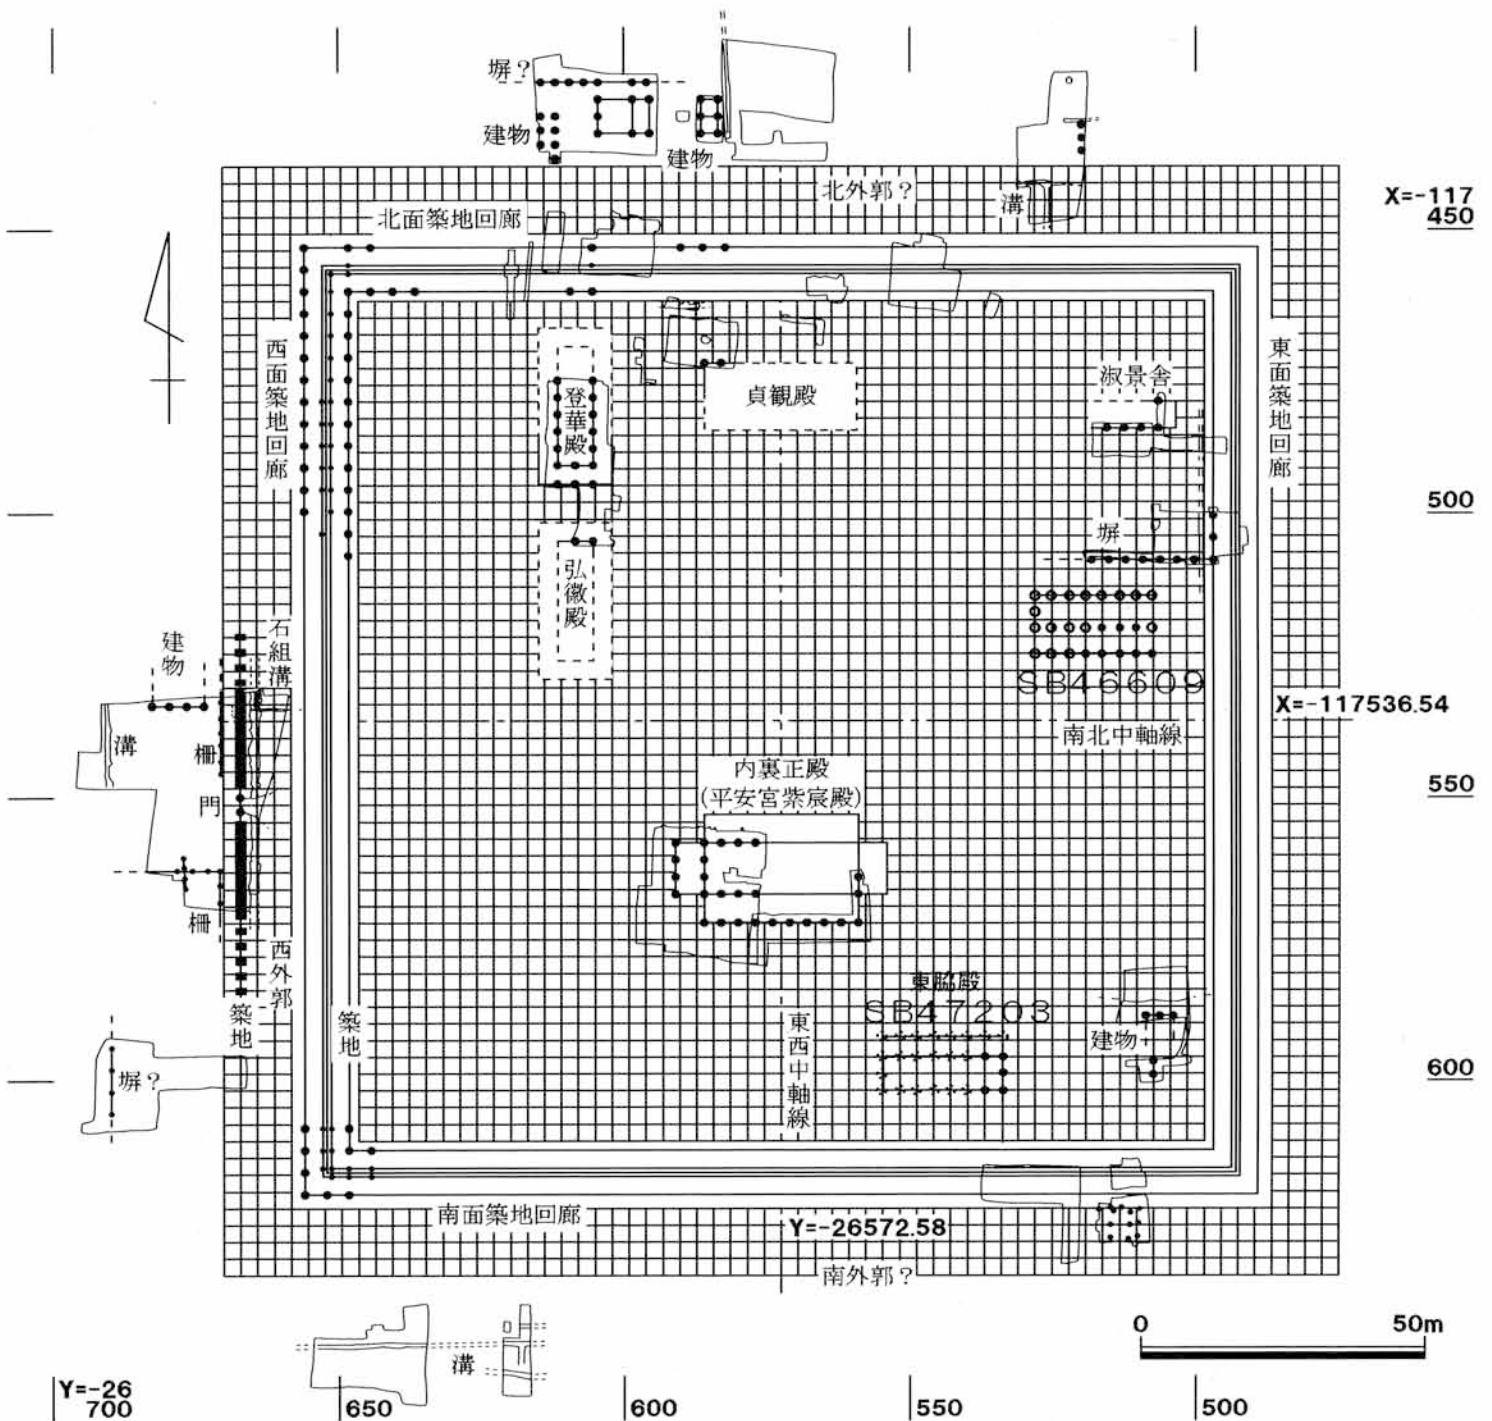 塀？
建物
建物
北外郭？
溝
X=-117
450
北面築地回廊
西面築地回廊
登華殿
貞観殿
淑景舎
東面築地回廊
500
塀
弘徽殿
石組溝
建物
SB46609
X=-117536.54
南北中軸線
溝
柵
門
内裏正殿
(平安宮紫宸殿)
550
柵
西外郭
築地
築地
東脇殿
SB47203
東西中軸線
建物
塀？
600
南面築地回廊
Y=-26572.58
南外郭？
溝
0 50m
Y=-26
700
650
600
550
500